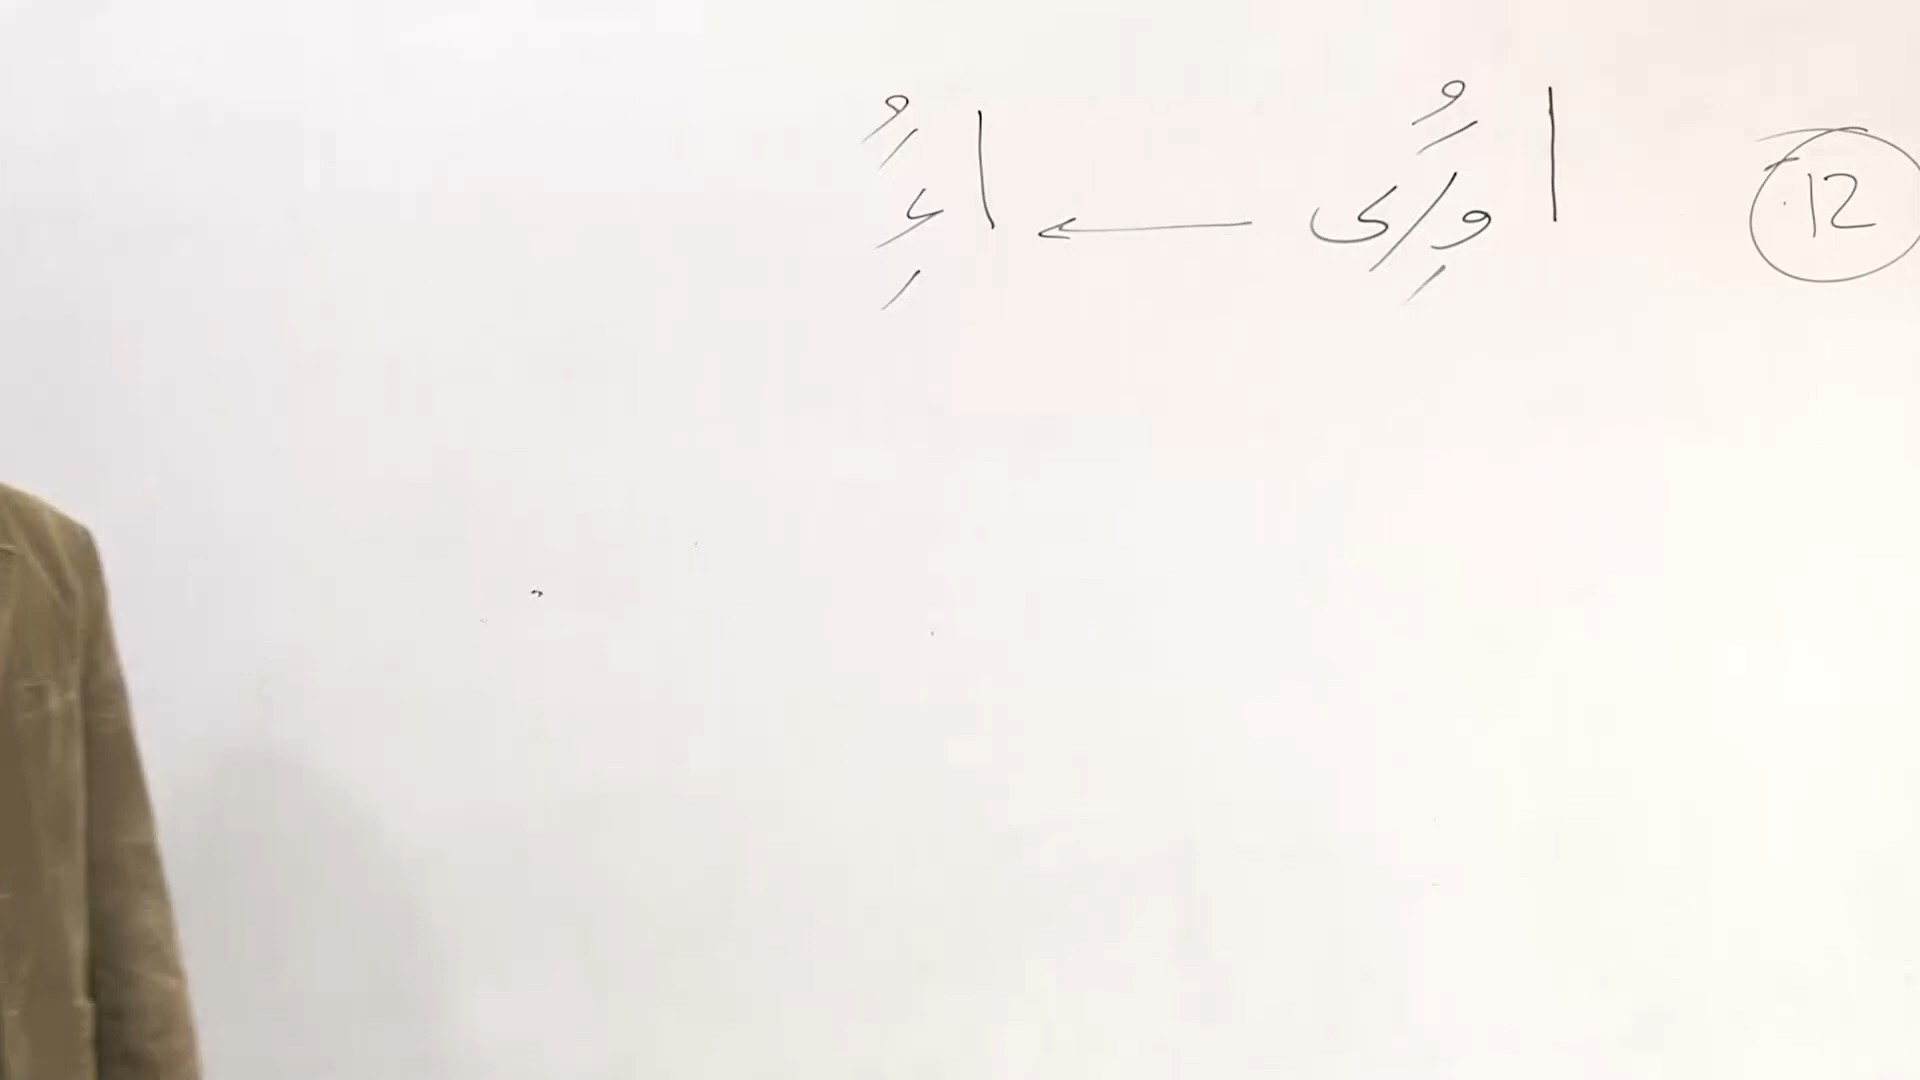 12 ا وَُِ/ى ← ا ءَُِ